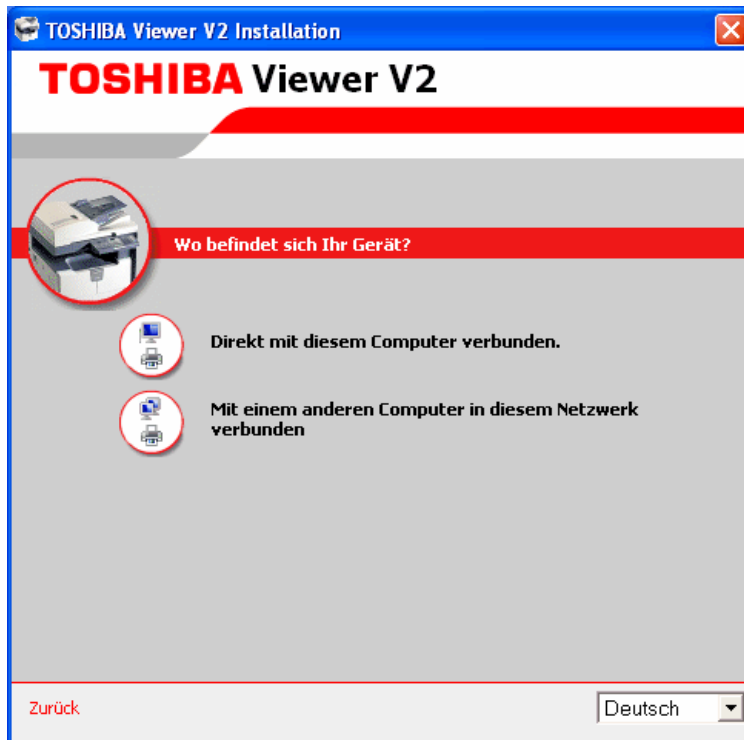 TOSHIBA Viewer V2 Installation
TOSHIBA Viewer V2
Wo befindet sich Ihr Gerät?
Direkt mit diesem Computer verbunden.
Mit einem anderen Computer in diesem Netzwerk
verbunden
Zurück
Deutsch